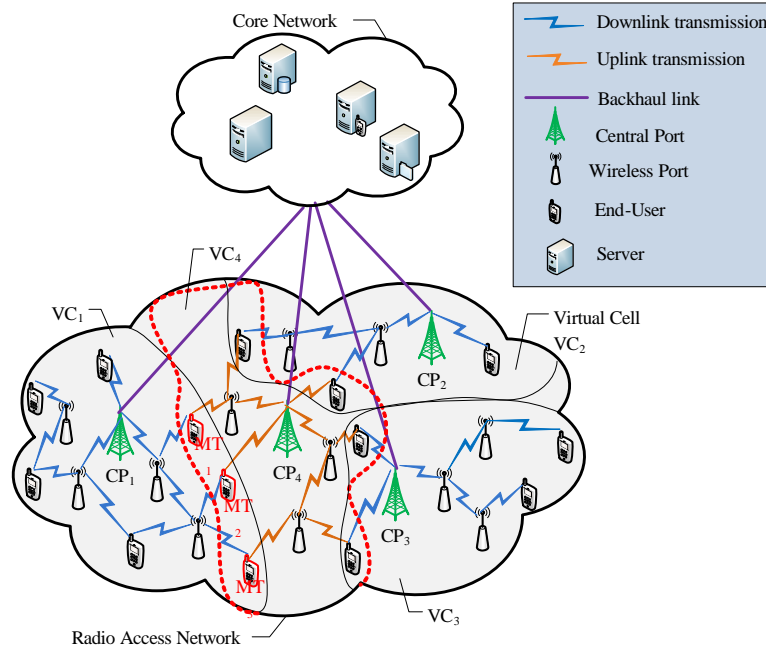 Core Network
Downlink transmission
Uplink transmission
Backhaul link
Central Port
Wireless Port
End-User
Server
VC4
VC1
Virtual Cell
VC2
CP2
MT
1
CP1
CP4
MT
2
CP3
MT
3
VC3
Radio Access Network